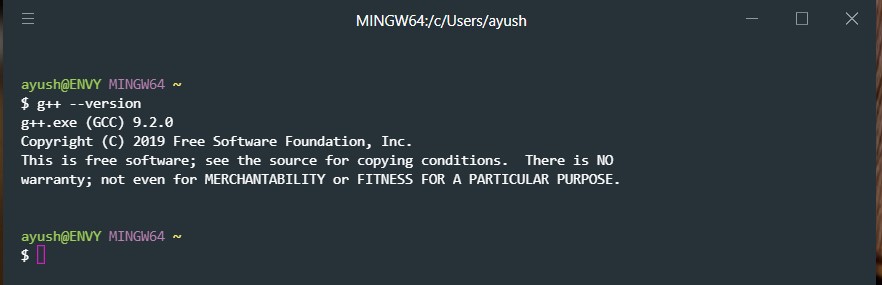 MINGW64:/c/Users/ayush
ayush@ENVY MINGW64 ~
$ g++ --version
g++.exe (GCC) 9.2.0
Copyright (C) 2019 Free Software Foundation, Inc.
This is free software; see the source for copying conditions.  There is NO
warranty; not even for MERCHANTABILITY or FITNESS FOR A PARTICULAR PURPOSE.
ayush@ENVY MINGW64 ~
$